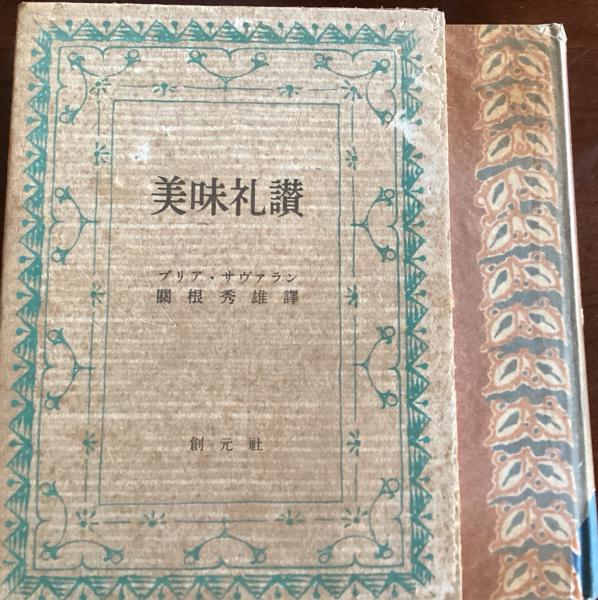 美味礼讃
ブリア・サヴァラン
關根秀雄譯
創元社